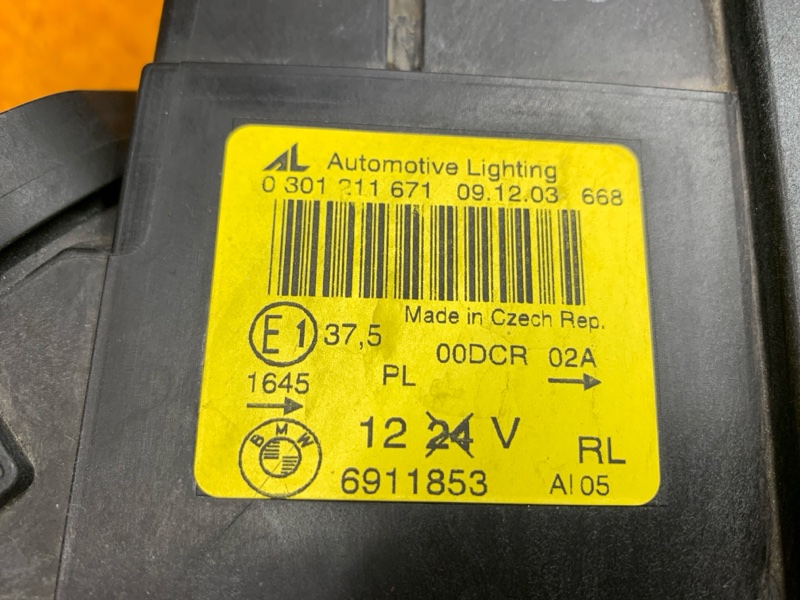 AL Automotive Lighting
0 301 211 671 09.12.03 668
Made in Czech Rep.
E1 37,5
00DCR 02A
1645 PL
12 24 V
RL
BMW
6911853
AI 05